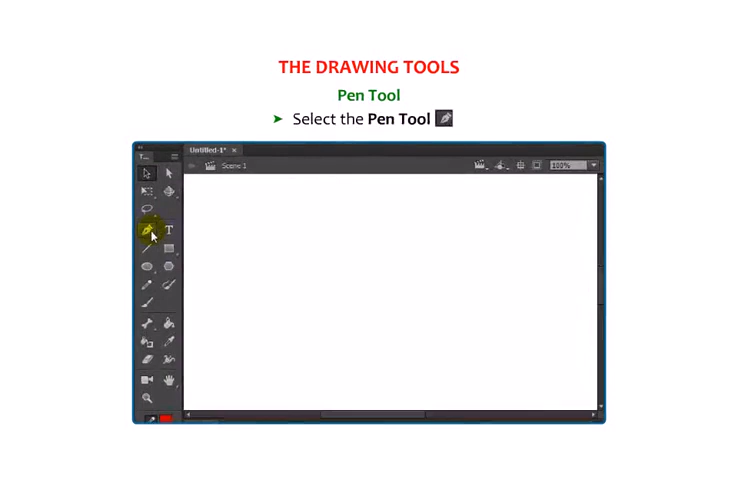 THE DRAWING TOOLS
Pen Tool
Select the Pen Tool
Untitled-1*
T...
Scene 1
100%
T